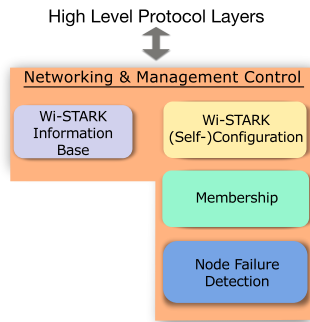 High Level Protocol Layers
Networking & Management Control
Wi-STARK
Information
Base
Wi-STARK
(Self-)Configuration
Membership
Node Failure
Detection